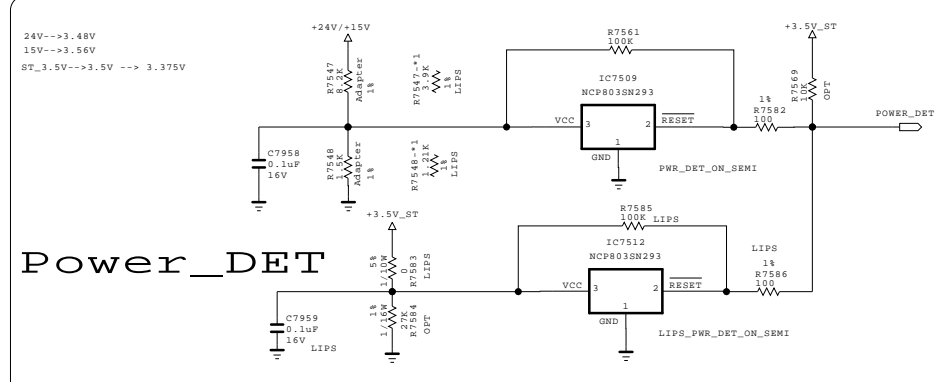 24V-->3.48V
15V-->3.56V
ST_3.5V-->3.5V --> 3.375V
+24V/+15V
R7547
8.2K
Adapter
1%
R7547-*1
3.9K
1%
LIPS
R7548
1.5K
Adapter
1%
R7548-*1
1.21K
1%
LIPS
C7958
0.1uF
16V
R7561
100K
IC7509
NCP803SN293
VCC
3
2
RESET
1
GND
PWR_DET_ON_SEMI
1%
R7582
100
+3.5V_ST
R7569
10K
OPT
POWER_DET
Power_DET
+3.5V_ST
5%
1/10W
0
R7583
LIPS
1%
1/16W
27K
R7584
OPT
C7959
0.1uF
16V
LIPS
R7585
100K
LIPS
IC7512
NCP803SN293
VCC
3
2
RESET
1
GND
LIPS_PWR_DET_ON_SEMI
LIPS
1%
R7586
100